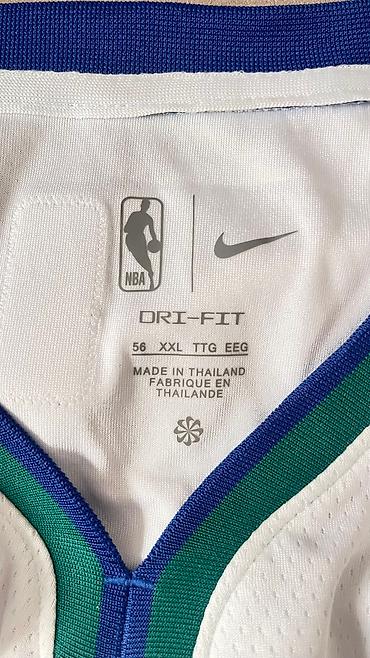 NBA
DRI-FIT
56 XXL TTG EEG
MADE IN THAILAND
FABRIQUE EN
THAILANDE